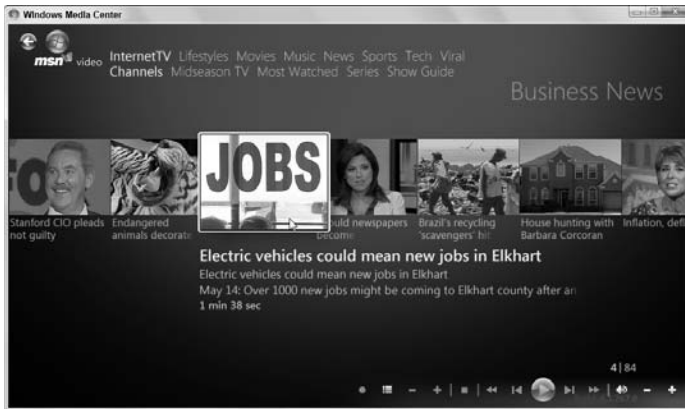 Windows Media Center
msn video
InternetTV Lifestyles Movies Music News Sports Tech Viral
Channels Midseason TV Most Watched Series Show Guide
Business News
JOBS
Stanford CIO pleads
not guilty
Endangered
animals decorate
ould newspapers
become
Brazil's recycling
'scavengers' hit
House hunting with
Barbara Corcoran
Inflation, defl
Electric vehicles could mean new jobs in Elkhart
Electric vehicles could mean new jobs in Elkhart
May 14: Over 1000 new jobs might be coming to Elkhart county after an
1 min 38 sec
4 | 84